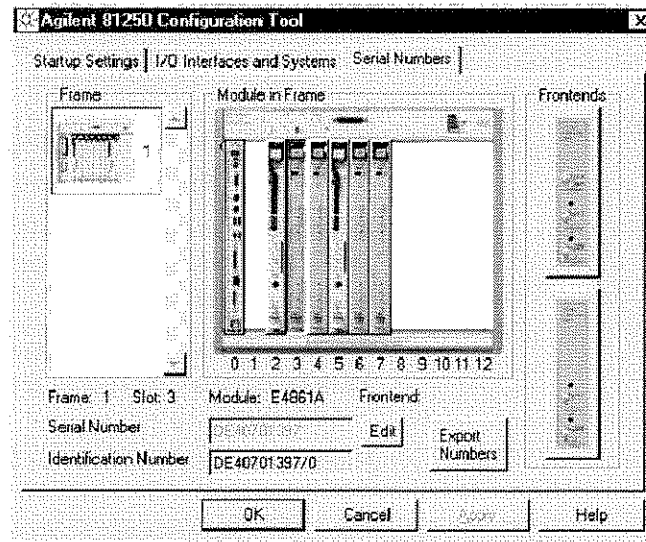 Agilent 81250 Configuration Tool
Startup Settings I/O Interfaces and Systems Serial Numbers
Frame Module in Frame Frontends
1
0 1 2 3 4 5 6 7 8 9 10 11 12
Frame: 1 Slot: 3 Module: E4861A Frontend:
Serial Number DE40701397 Edit
Export Numbers
Identification Number DE40701397/0
OK Cancel Apply Help